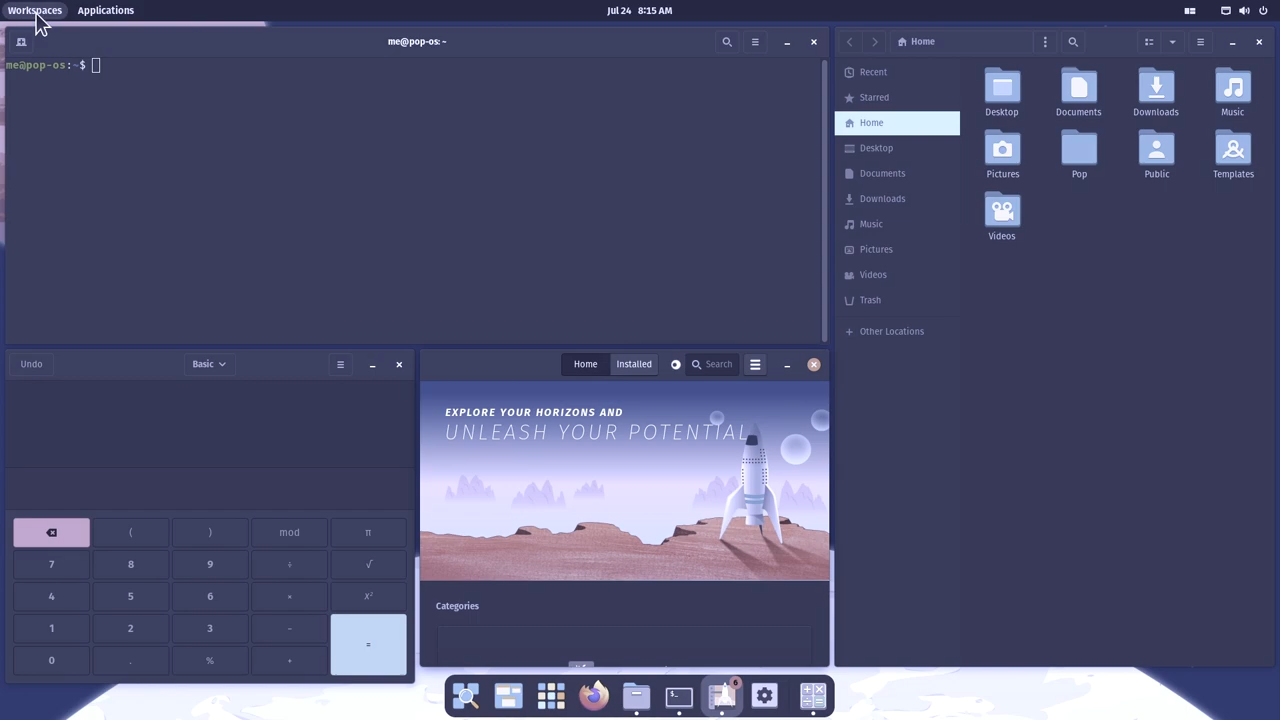 Workspaces
Applications
Jul 24 8:15 AM
me@pop-os: ~
me@pop-os:~$
Home
Recent
Starred
Home
Desktop
Documents
Downloads
Music
Pictures
Videos
Trash
Other Locations
Desktop
Documents
Downloads
Music
Pictures
Pop
Public
Templates
Videos
Undo
Basic
( ) mod π
7 8 9 ÷ √
4 5 6 × x²
1 2 3 − =
0 . % +
Home
Installed
Search
EXPLORE YOUR HORIZONS AND
UNLEASH YOUR POTENTIAL
Categories
$_
6